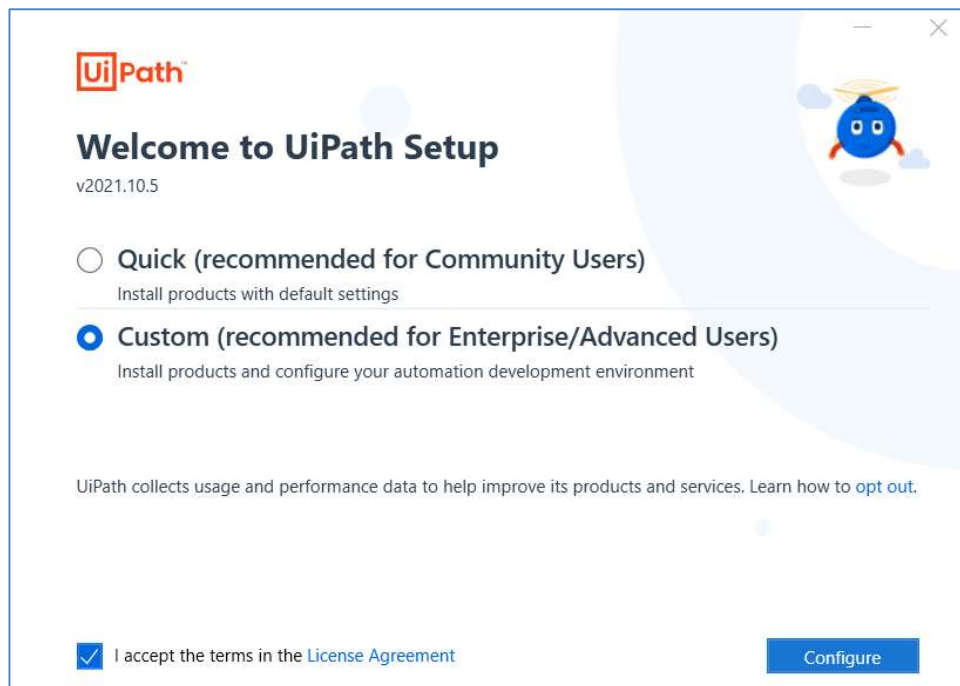 UiPath™
Welcome to UiPath Setup
v2021.10.5
Quick (recommended for Community Users)
Install products with default settings
Custom (recommended for Enterprise/Advanced Users)
Install products and configure your automation development environment
UiPath collects usage and performance data to help improve its products and services. Learn how to opt out.
I accept the terms in the License Agreement
Configure